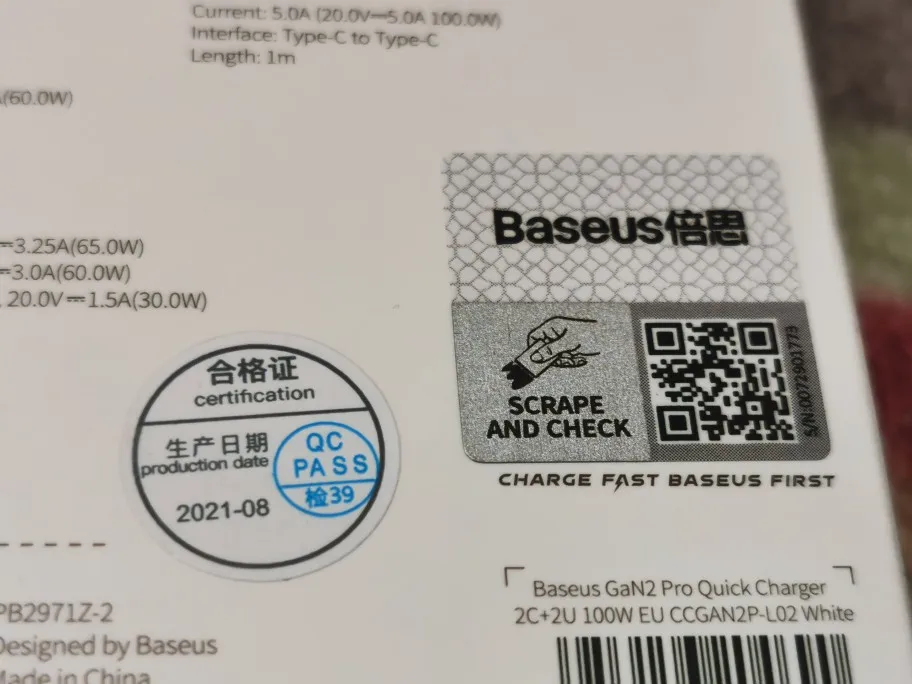 Current: 5.0A (20.0V⎓5.0A 100.0W)
Interface: Type-C to Type-C
Length: 1m
(60.0W)
⎓3.25A(65.0W)
⎓3.0A(60.0W)
20.0V⎓1.5A(30.0W)
Baseus倍思
SCRAPE
AND CHECK
S/N:0072901773
CHARGE FAST BASEUS FIRST
合格证
certification
生产日期
production date
2021-08
QC
PASS
检39
PB2971Z-2
Designed by Baseus
Made in China
Baseus GaN2 Pro Quick Charger
2C+2U 100W EU CCGAN2P-L02 White